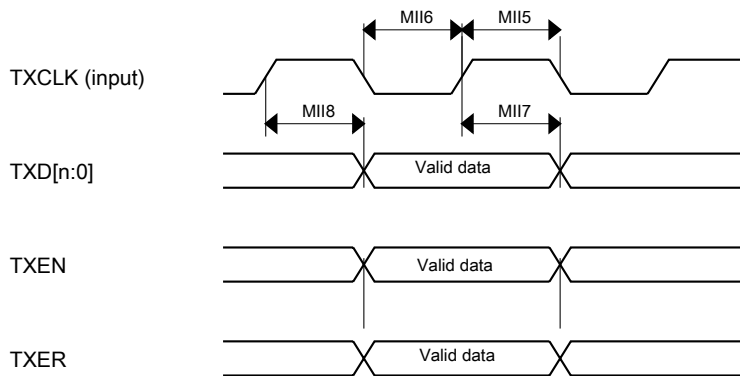 MII6 MII5
TXCLK (input)
MII8 MII7
TXD[n:0] Valid data
TXEN Valid data
TXER Valid data